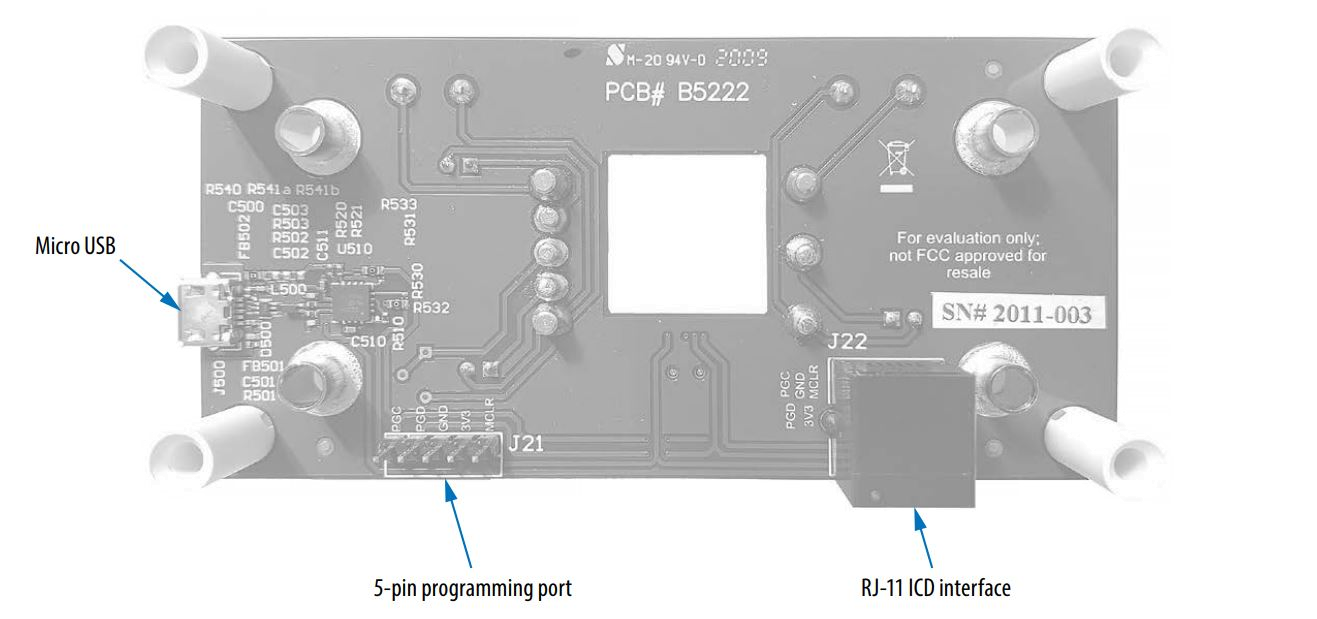 M-20 94V-0 2009
PCB# B5222
R540 R541a R541b
C500
C503
R503
R502
C502
FB502
C511
R520
R521
U510
R533
R531
Micro USB
For evaluation only;
not FCC approved for
resale
L500
R530
R532
R510
C510
D500
J500
FB501
C501
R501
SN# 2011-003
J22
PGC
GND
MCLR
PGD
3V3
PGC
PGD
GND
3V3
MCLR
J21
5-pin programming port
RJ-11 ICD interface